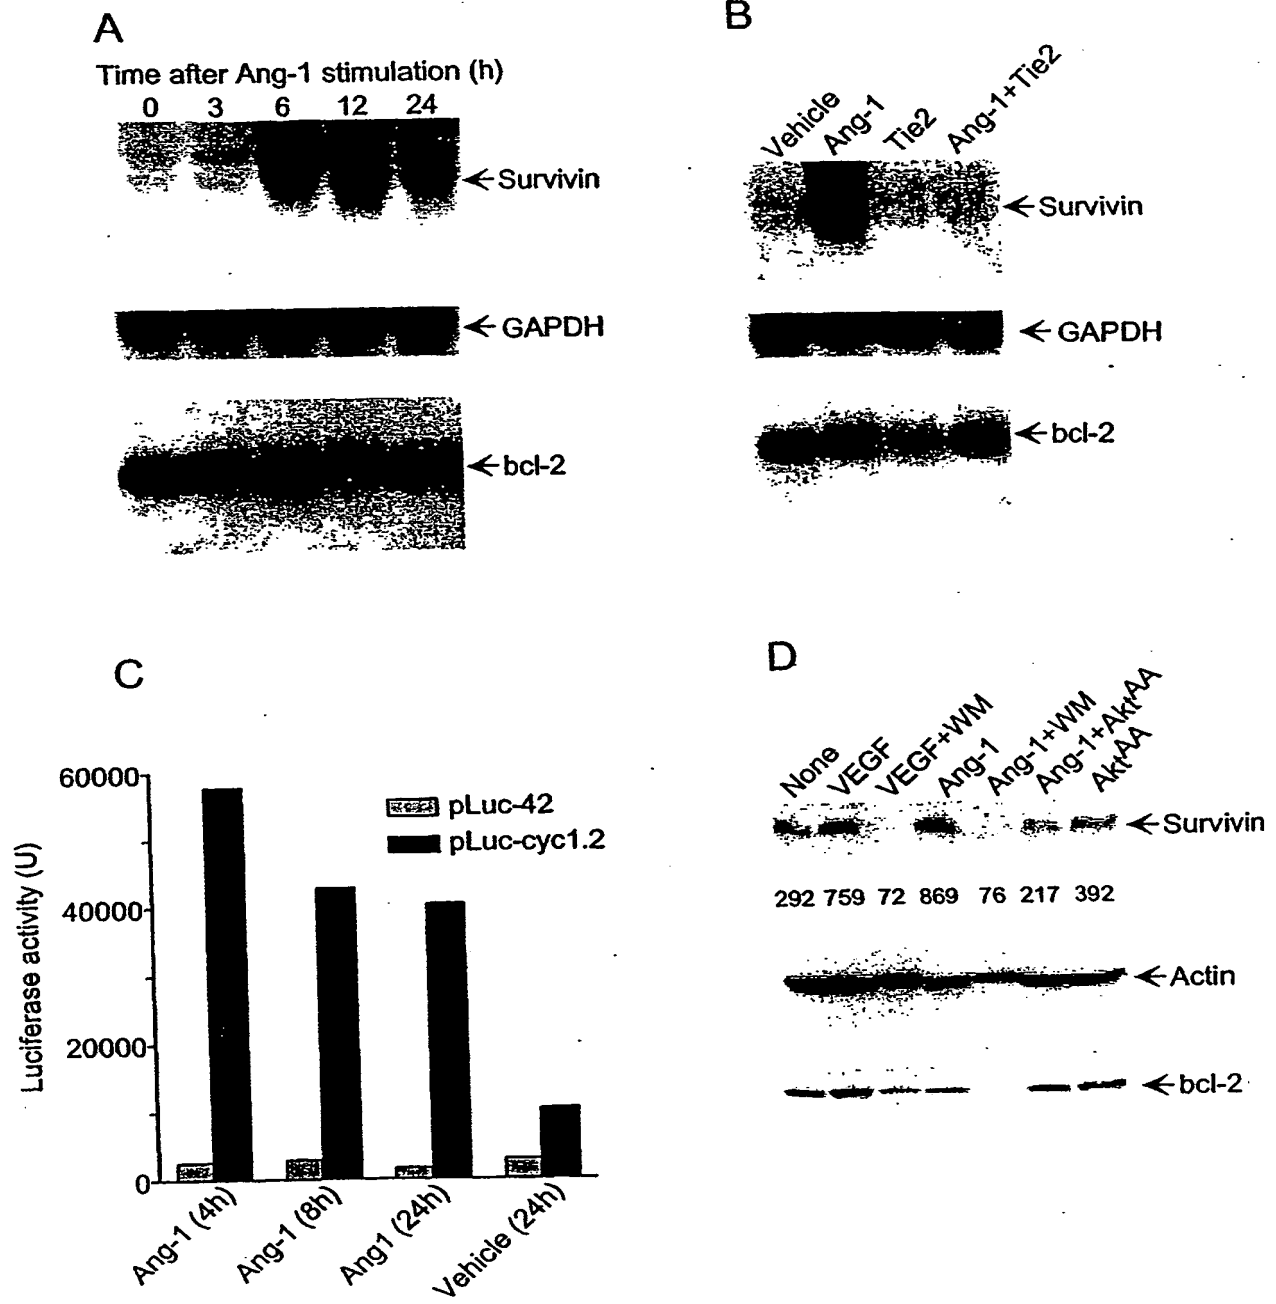 A
Time after Ang-1 stimulation (h)
0 3 6 12 24
Survivin
GAPDH
bcl-2
B
Vehicle
Ang-1
Tie2
Ang-1+Tie2
Survivin
GAPDH
bcl-2
C
Luciferase activity (U)
60000
40000
20000
0
pLuc-42
pLuc-cyc1.2
Ang-1 (4h)
Ang-1 (8h)
Ang1 (24h)
Vehicle (24h)
D
None
VEGF
VEGF+WM
Ang-1
Ang-1+WM
Ang-1+AktAA
AktAA
Survivin
292 759 72 869 76 217 392
Actin
bcl-2